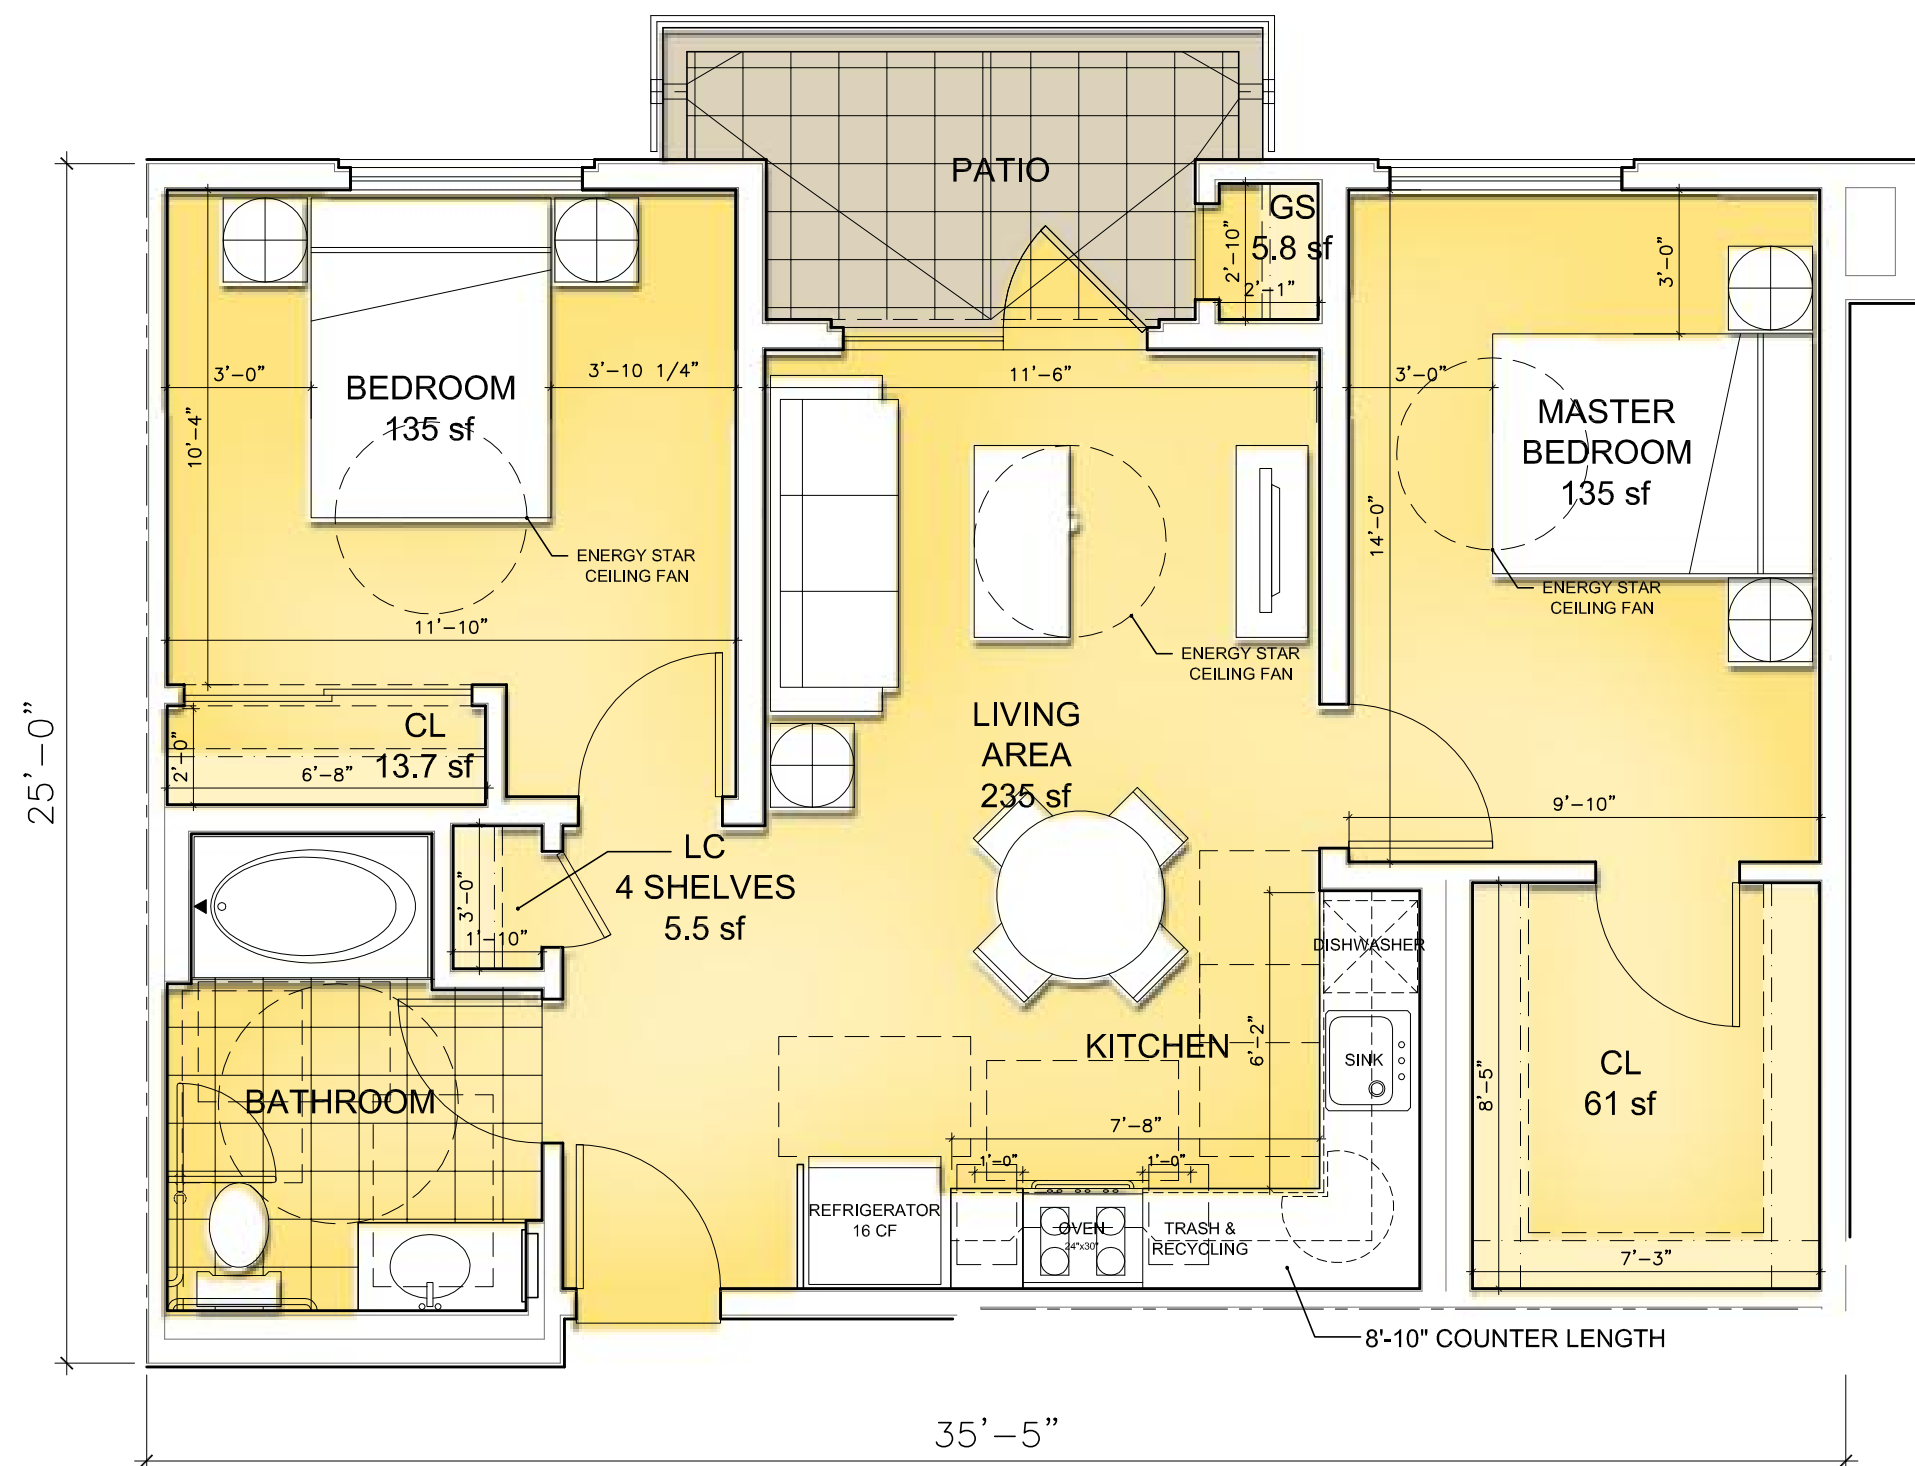 PATIO
GS
5.8 sf
2'-10"
2'-1"
3'-0"
3'-0"
BEDROOM
135 sf
3'-10 1/4"
10'-4"
ENERGY STAR
CEILING FAN
11'-10"
11'-6"
ENERGY STAR
CEILING FAN
LIVING
AREA
235 sf
3'-0"
MASTER
BEDROOM
135 sf
14'-0"
ENERGY STAR
CEILING FAN
9'-10"
CL
13.7 sf
2'-0"
6'-8"
LC
4 SHELVES
5.5 sf
3'-0"
1'-10"
25'-0"
BATHROOM
KITCHEN
DISHWASHER
6'-2"
SINK
7'-8"
1'-0"
1'-0"
REFRIGERATOR
16 CF
OVEN
24"x30"
TRASH &
RECYCLING
CL
61 sf
8'-5"
7'-3"
8'-10" COUNTER LENGTH
35'-5"